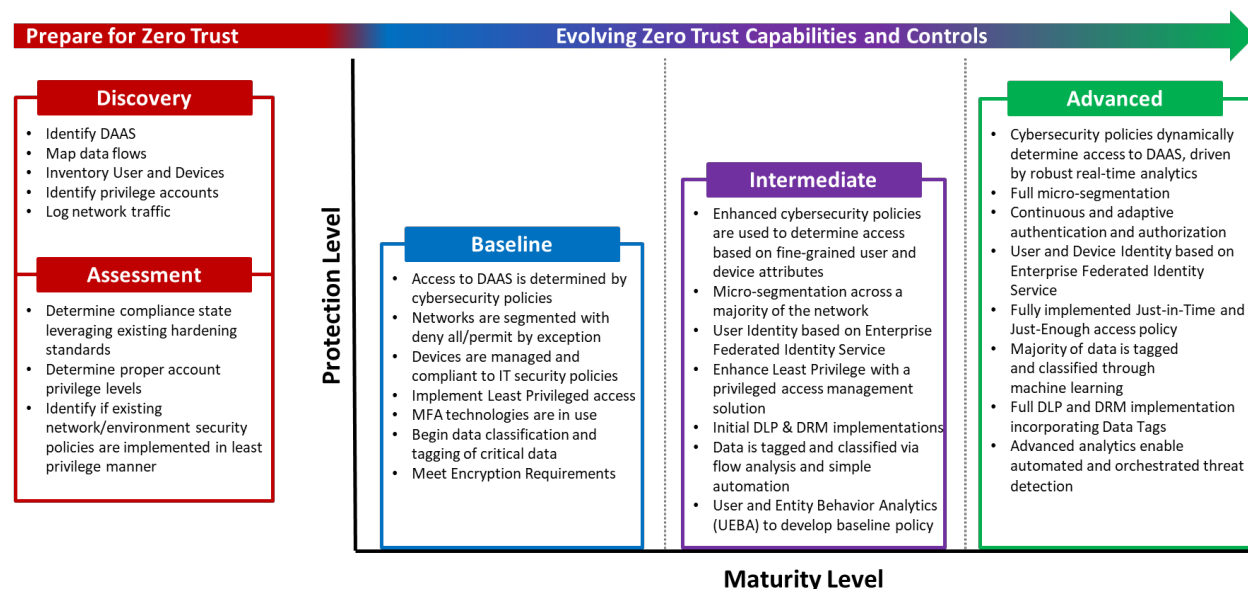 Prepare for Zero Trust
Evolving Zero Trust Capabilities and Controls
Discovery
• Identify DAAS
• Map data flows
• Inventory User and Devices
• Identify privilege accounts
• Log network traffic
Assessment
• Determine compliance state
leveraging existing hardening
standards
• Determine proper account
privilege levels
• Identify if existing
network/environment security
policies are implemented in least
privilege manner
Protection Level
Baseline
• Access to DAAS is determined by
cybersecurity policies
• Networks are segmented with
deny all/permit by exception
• Devices are managed and
compliant to IT security policies
• Implement Least Privileged access
• MFA technologies are in use
• Begin data classification and
tagging of critical data
• Meet Encryption Requirements
Intermediate
• Enhanced cybersecurity policies
are used to determine access
based on fine-grained user and
device attributes
• Micro-segmentation across a
majority of the network
• User Identity based on Enterprise
Federated Identity Service
• Enhance Least Privilege with a
privileged access management
solution
• Initial DLP & DRM implementations
• Data is tagged and classified via
flow analysis and simple
automation
• User and Entity Behavior Analytics
(UEBA) to develop baseline policy
Advanced
• Cybersecurity policies dynamically
determine access to DAAS, driven
by robust real-time analytics
• Full micro-segmentation
• Continuous and adaptive
authentication and authorization
• User and Device Identity based on
Enterprise Federated Identity
Service
• Fully implemented Just-in-Time and
Just-Enough access policy
• Majority of data is tagged
and classified through
machine learning
• Full DLP and DRM implementation
incorporating Data Tags
• Advanced analytics enable
automated and orchestrated threat
detection
Maturity Level